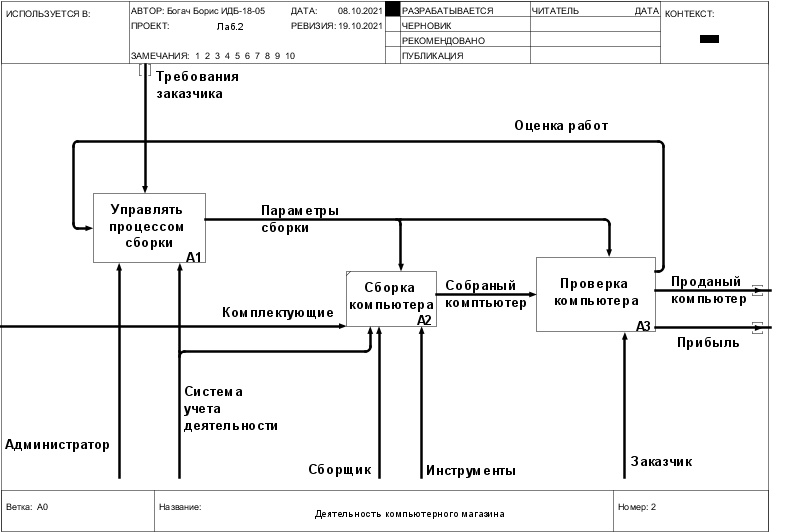 ИСПОЛЬЗУЕТСЯ В:
АВТОР: Богач Борис ИДБ-18-05
ДАТА: 08.10.2021
РАЗРАБАТЫВАЕТСЯ
ЧИТАТЕЛЬ
ДАТА
КОНТЕКСТ:
ПРОЕКТ: Лаб.2
РЕВИЗИЯ: 19.10.2021
ЧЕРНОВИК
РЕКОМЕНДОВАНО
ЗАМЕЧАНИЯ: 1 2 3 4 5 6 7 8 9 10
ПУБЛИКАЦИЯ
Требования
заказчика
Оценка работ
Управлять
процессом
сборки
A1
Параметры
сборки
Сборка
компьютера
A2
Собраный
комптьютер
Проверка
компьютера
A3
Проданый
компьютер
Прибыль
Комплектующие
Система
учета
деятельности
Администратор
Сборщик
Инструменты
Заказчик
Ветка: A0
Название:
Деятельность компьютерного магазина
Номер: 2